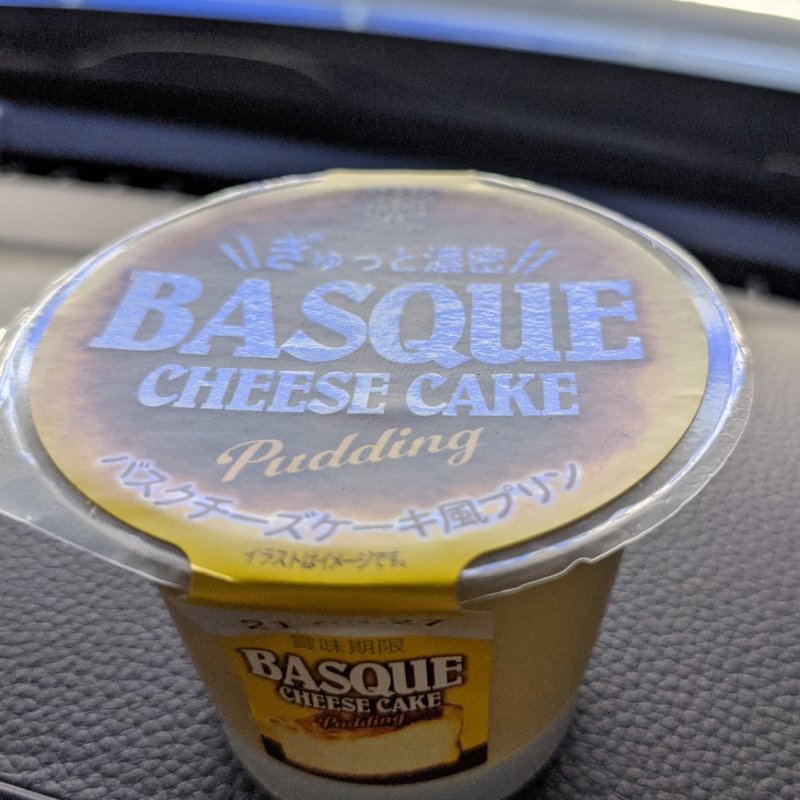 ぎゅっと濃密
BASQUE
CHEESE CAKE
Pudding
バスクチーズケーキ風プリン
イラストはイメージです。
賞味期限
BASQUE
CHEESE CAKE
Pudding